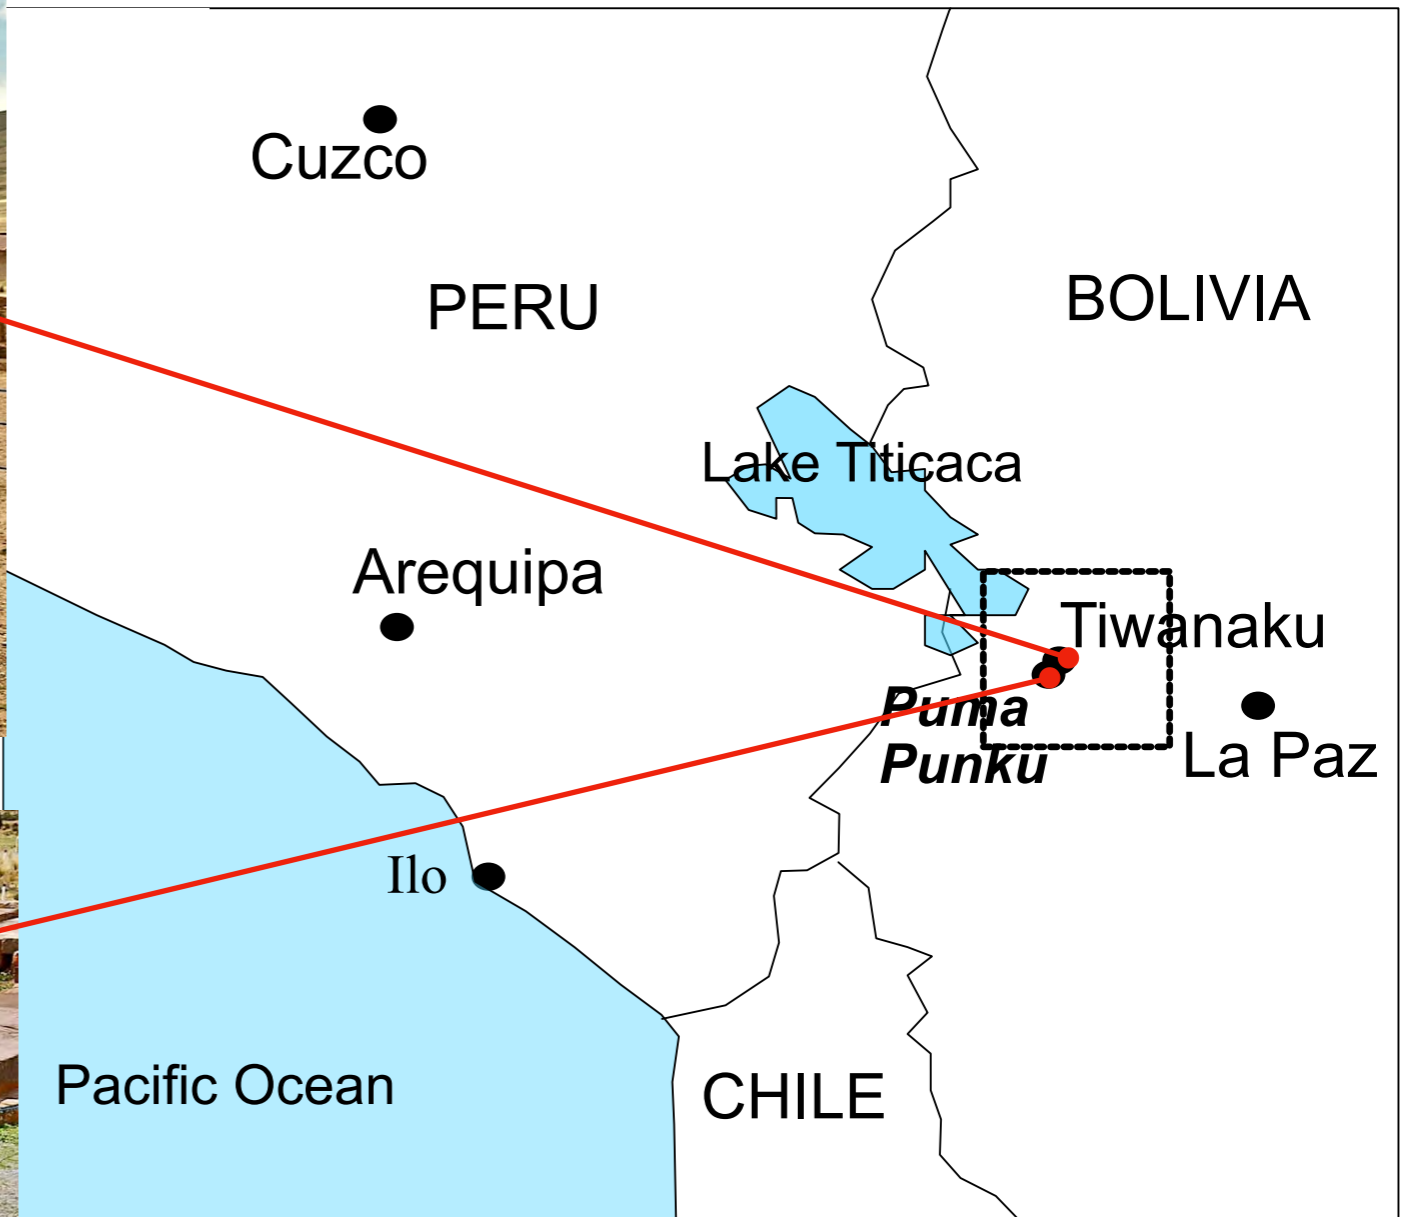 Cuzco
PERU
BOLIVIA
Lake Titicaca
Arequipa
Tiwanaku
Puma
Punku
La Paz
Ilo
Pacific Ocean
CHILE